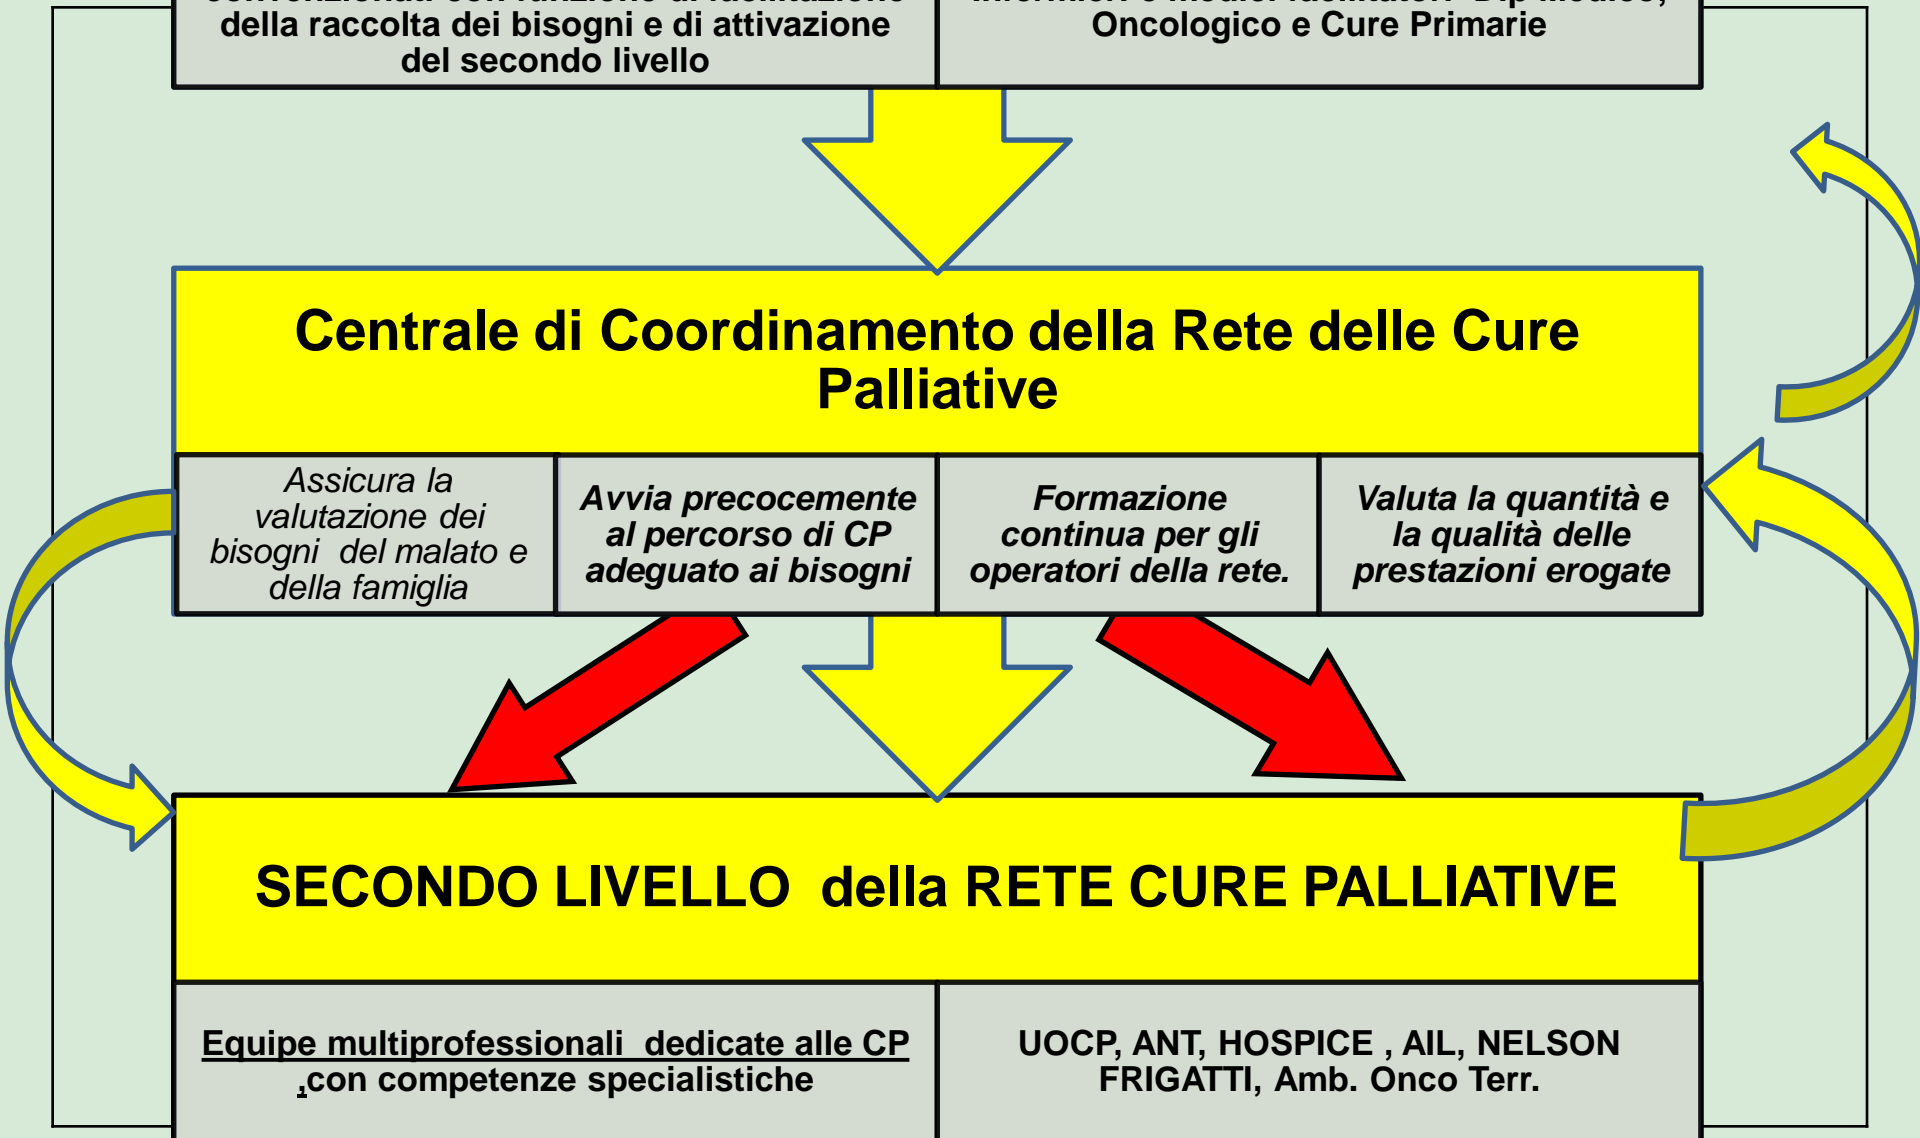 della raccolta dei bisogni e di attivazione
del secondo livello
Oncologico e Cure Primarie
Centrale di Coordinamento della Rete delle Cure
Palliative
Assicura la
valutazione dei
bisogni del malato e
della famiglia
Avvia precocemente
al percorso di CP
adeguato ai bisogni
Formazione
continua per gli
operatori della rete.
Valuta la quantità e
la qualità delle
prestazioni erogate
SECONDO LIVELLO della RETE CURE PALLIATIVE
Equipe multiprofessionali dedicate alle CP
,con competenze specialistiche
UOCP, ANT, HOSPICE , AIL, NELSON
FRIGATTI, Amb. Onco Terr.